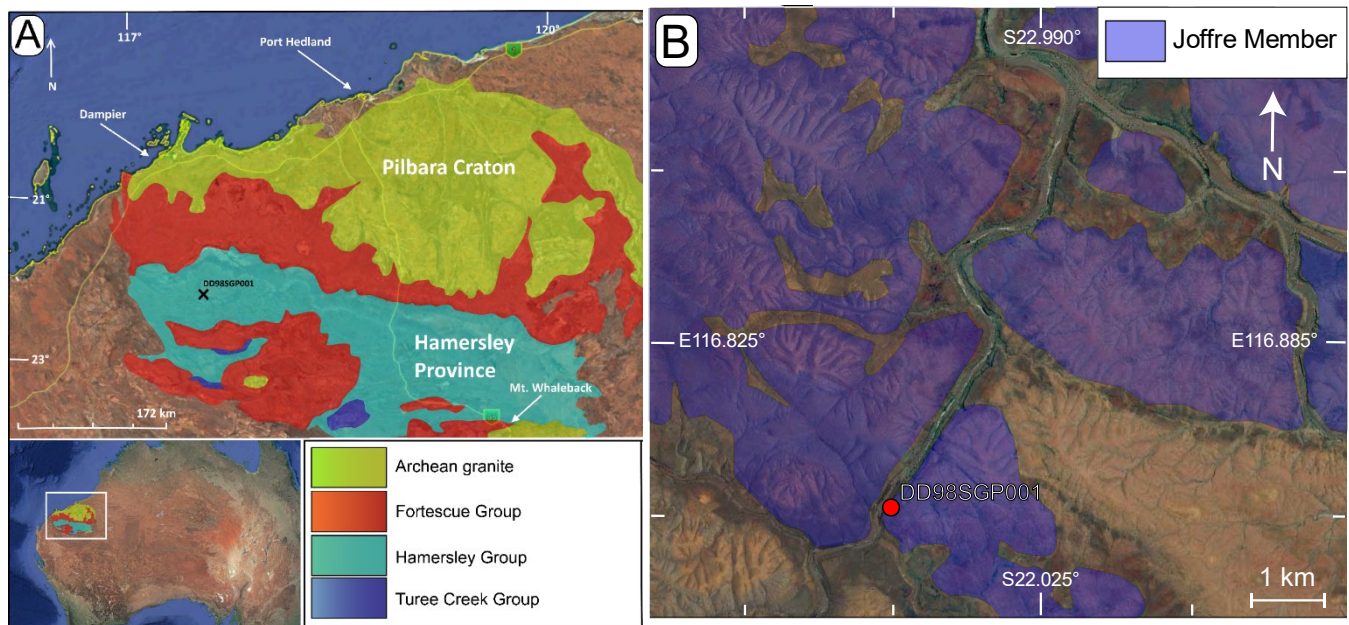 A
N
117°
120°
Port Hedland
Dampier
Pilbara Craton
21°
DD98SGP001
Hamersley
Province
23°
Mt. Whaleback
172 km
Archean granite
Fortescue Group
Hamersley Group
Turee Creek Group
B
S22.990°
Joffre Member
N
E116.825°
E116.885°
DD98SGP001
S22.025°
1 km